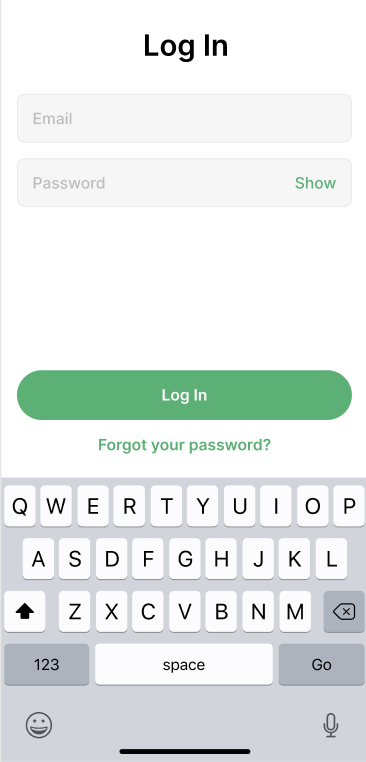 Log In
Email
Password Show
Log In
Forgot your password?
Q W E R T Y U I O P
A S D F G H J K L
Z X C V B N M
123 space Go